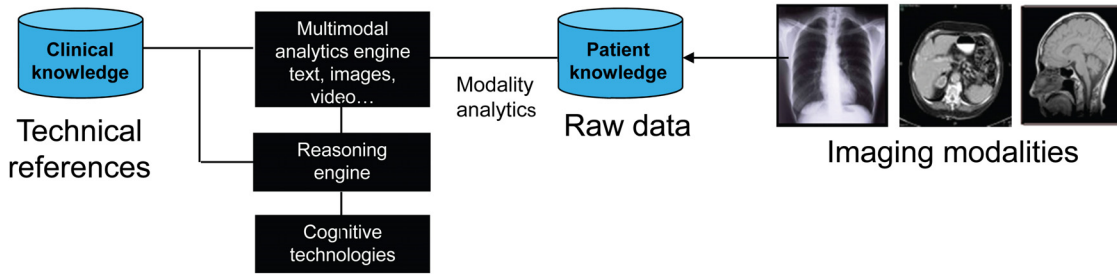 Clinical
knowledge
Technical
references
Multimodal
analytics engine
text, images,
video...
Reasoning
engine
Cognitive
technologies
Modality
analytics
Patient
knowledge
Raw data
Imaging modalities